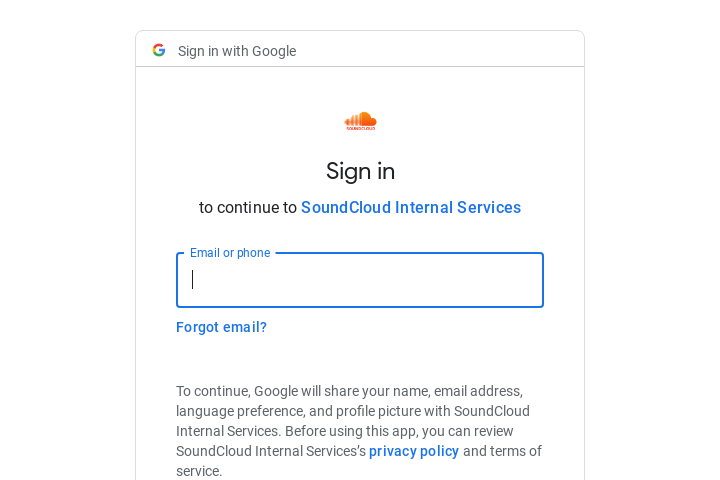 Sign in with Google
SOUNDCLOUD
Sign in
to continue to SoundCloud Internal Services
Email or phone
Forgot email?
To continue, Google will share your name, email address,
language preference, and profile picture with SoundCloud
Internal Services. Before using this app, you can review
SoundCloud Internal Services’s privacy policy and terms of
service.